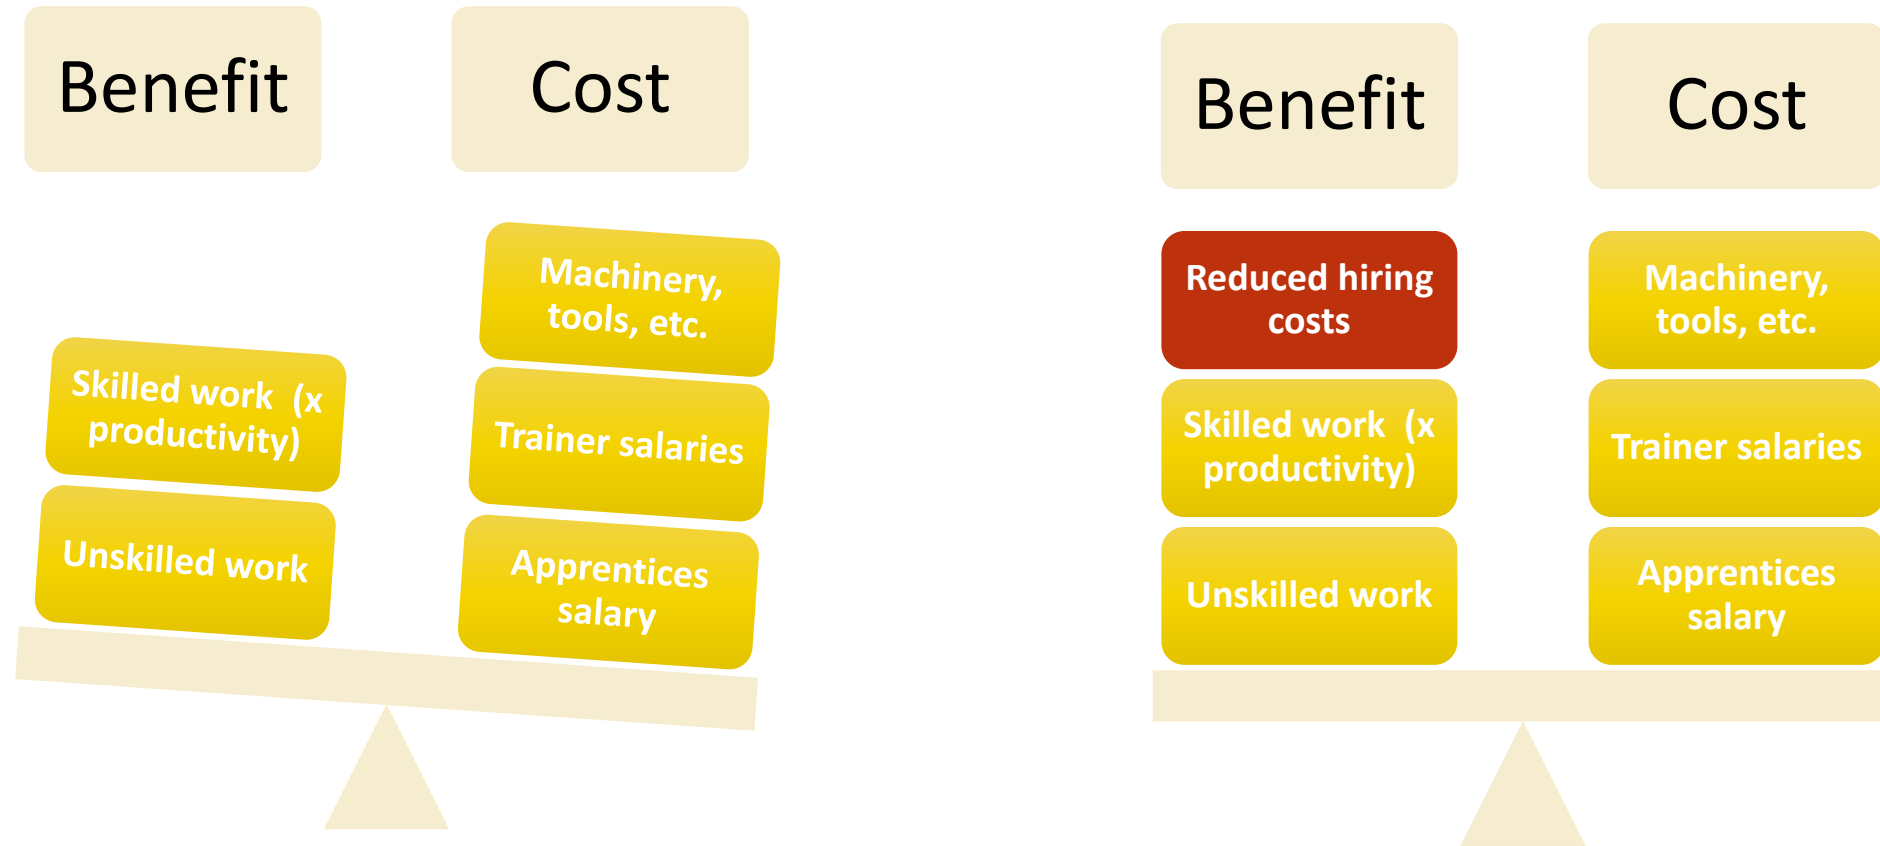 Benefit
Cost
Machinery,
tools, etc.
Skilled work  (x
productivity)
Trainer salaries
Unskilled work
Apprentices
salary
Benefit
Cost
Reduced hiring
costs
Machinery,
tools, etc.
Skilled work  (x
productivity)
Trainer salaries
Unskilled work
Apprentices
salary